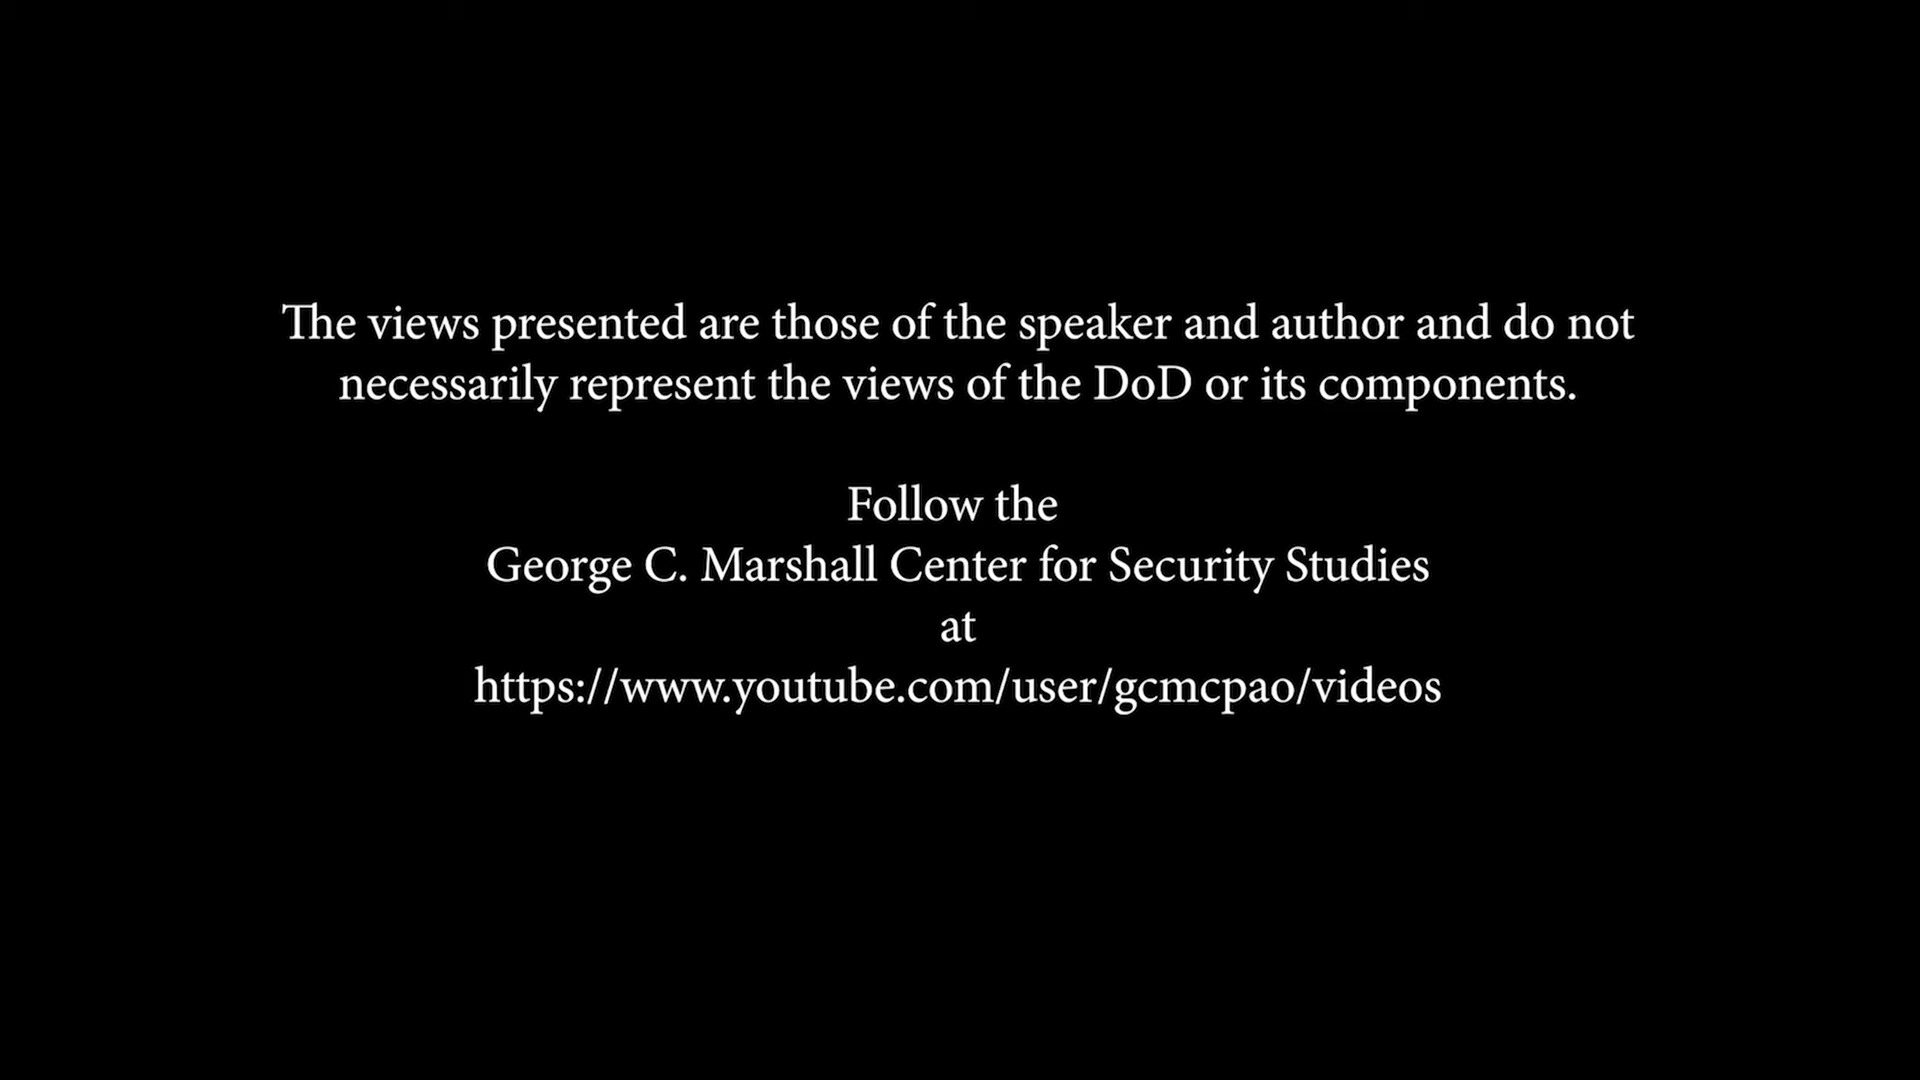 The views presented are those of the speaker and author and do not
necessarily represent the views of the DoD or its components.
Follow the
George C. Marshall Center for Security Studies
at
https://www.youtube.com/user/gcmcpao/videos